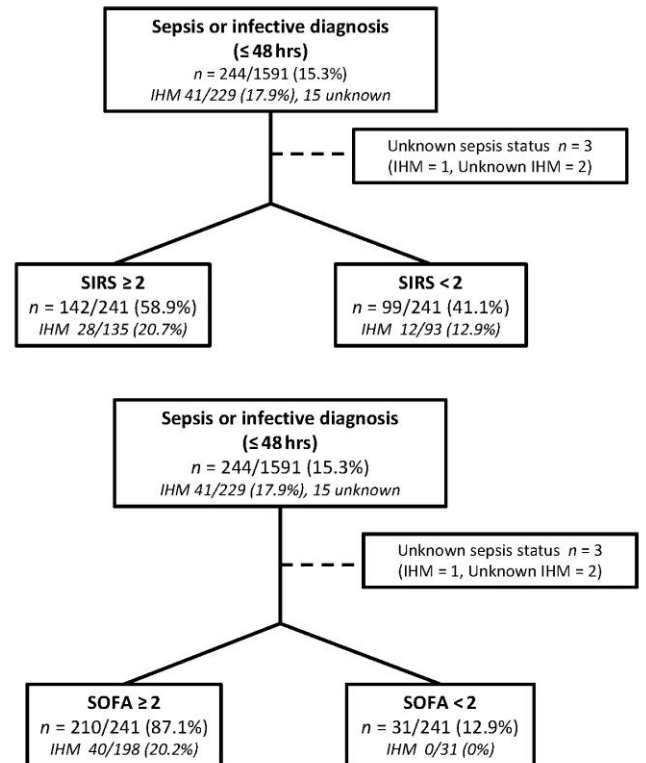 Sepsis or infective diagnosis
(≤ 48 hrs)
n = 244/1591 (15.3%)
IHM 41/229 (17.9%), 15 unknown
Unknown sepsis status n = 3
(IHM = 1, Unknown IHM = 2)
SIRS ≥ 2
n = 142/241 (58.9%)
IHM 28/135 (20.7%)
SIRS < 2
n = 99/241 (41.1%)
IHM 12/93 (12.9%)
Sepsis or infective diagnosis
(≤ 48 hrs)
n = 244/1591 (15.3%)
IHM 41/229 (17.9%), 15 unknown
Unknown sepsis status n = 3
(IHM = 1, Unknown IHM = 2)
SOFA ≥ 2
n = 210/241 (87.1%)
IHM 40/198 (20.2%)
SOFA < 2
n = 31/241 (12.9%)
IHM 0/31 (0%)